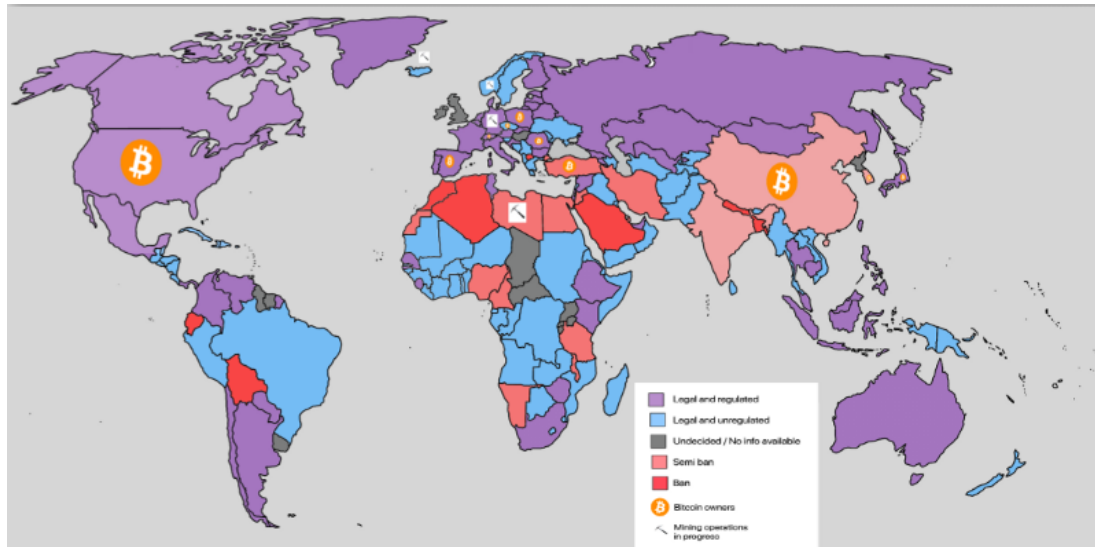 Legal and regulated
Legal and unregulated
Undecided / No info available
Semi ban
Ban
Bitcoin owners
Mining operations
in progress